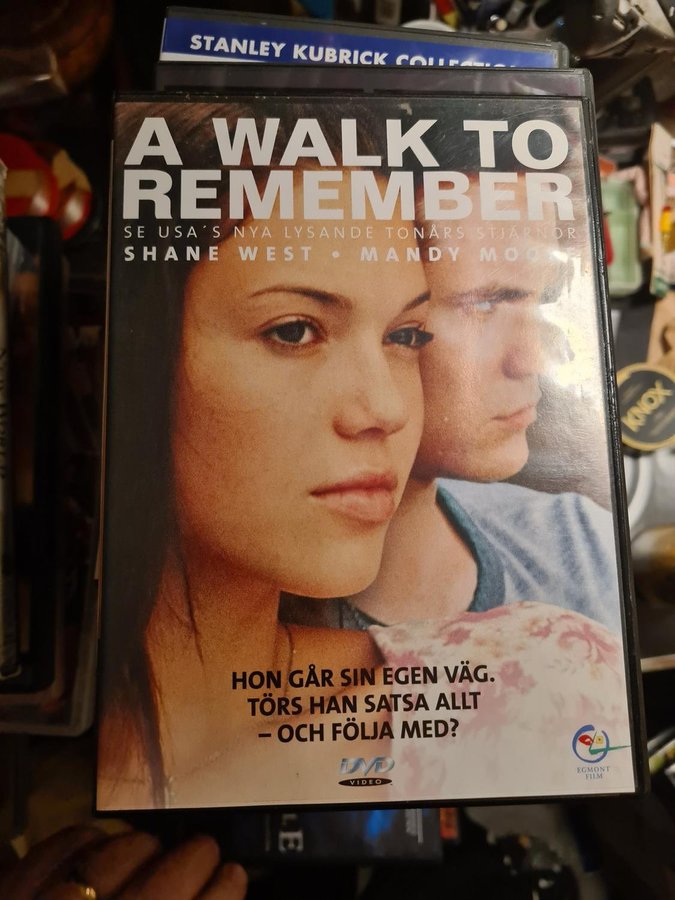 STANLEY KUBRICK COLLECTION
A WALK TO
REMEMBER
SE USA´S NYA LYSANDE TONÅRS STJÄRNOR
SHANE WEST • MANDY MOORE
HON GÅR SIN EGEN VÄG.
TÖRS HAN SATSA ALLT
– OCH FÖLJA MED?
DVD
VIDEO
EGMONT
FILM
KNOX
LE